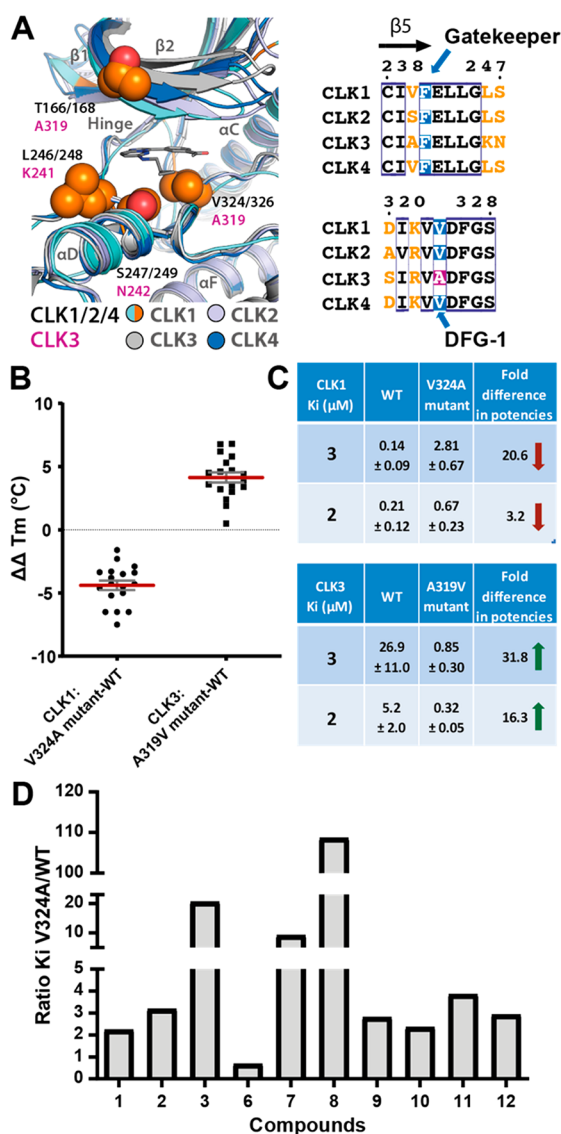 A
β1
β2
T166/168
A319
Hinge
αC
L246/248
K241
V324/326
A319
αD
S247/249
N242
αF
CLK1/2/4
CLK3
CLK1
CLK2
CLK3
CLK4
β5
Gatekeeper
2 3 8 2 4 7
CLK1 CIVFELLGLS
CLK2 CISFELLGLS
CLK3 CIAFELLGKN
CLK4 CIVFELLGLS
3 2 0 3 2 8
CLK1 DIKVVDFGS
CLK2 AVRVVDFGS
CLK3 SIRVADFGS
CLK4 DIKVVDFGS
DFG-1
B
10
5
0
-5
-10
ΔΔ Tm (°C)
CLK1:
V324A mutant-WT
CLK3:
A319V mutant-WT
C
CLK1
Ki (µM)
WT
V324A
mutant
Fold
difference
in potencies
3
0.14
± 0.09
2.81
± 0.67
20.6
2
0.21
± 0.12
0.67
± 0.23
3.2
CLK3
Ki (µM)
WT
A319V
mutant
Fold
difference
in potencies
3
26.9
± 11.0
0.85
± 0.30
31.8
2
5.2
± 2.0
0.32
± 0.05
16.3
D
120
110
100
20
10
5
4
3
2
1
0
Ratio Ki V324A/WT
1 2 3 6 7 8 9 10 11 12
Compounds